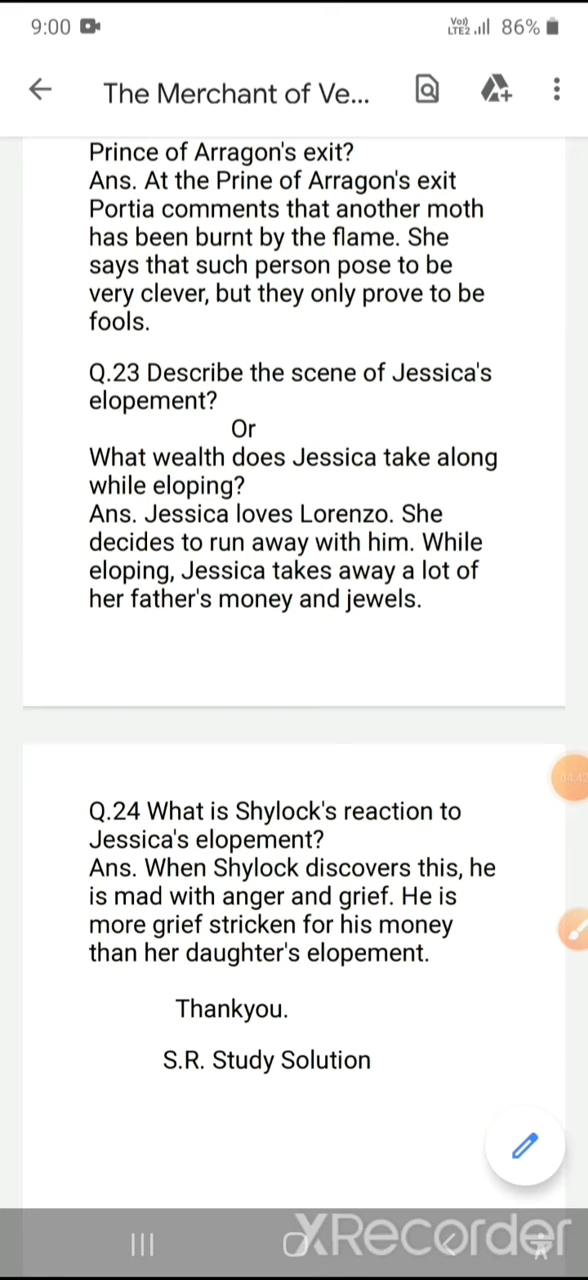 9:00
Vo))
LTE2 86%
The Merchant of Ve...
Prince of Arragon's exit?
Ans. At the Prine of Arragon's exit
Portia comments that another moth
has been burnt by the flame. She
says that such person pose to be
very clever, but they only prove to be
fools.
Q.23 Describe the scene of Jessica's
elopement?
Or
What wealth does Jessica take along
while eloping?
Ans. Jessica loves Lorenzo. She
decides to run away with him. While
eloping, Jessica takes away a lot of
her father's money and jewels.
04:42
Q.24 What is Shylock's reaction to
Jessica's elopement?
Ans. When Shylock discovers this, he
is mad with anger and grief. He is
more grief stricken for his money
than her daughter's elopement.
Thankyou.
S.R. Study Solution
XRecorder